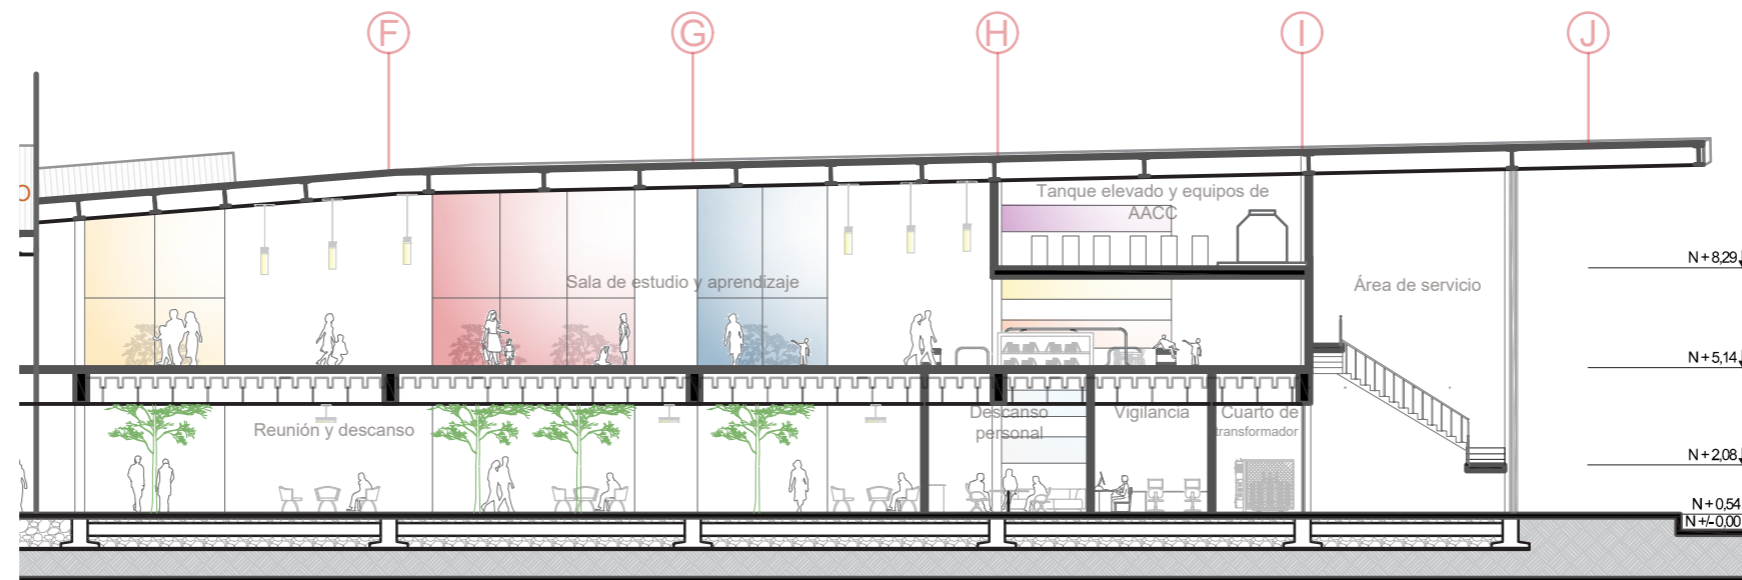 F
G
H
I
J
Tanque elevado y equipos de
AACC
Sala de estudio y aprendizaje
Área de servicio
N + 8,29
N + 5,14
Reunión y descanso
Descanso
personal
Vigilancia
Cuarto de
transformador
N + 2,08
N + 0,54
N +/- 0,00